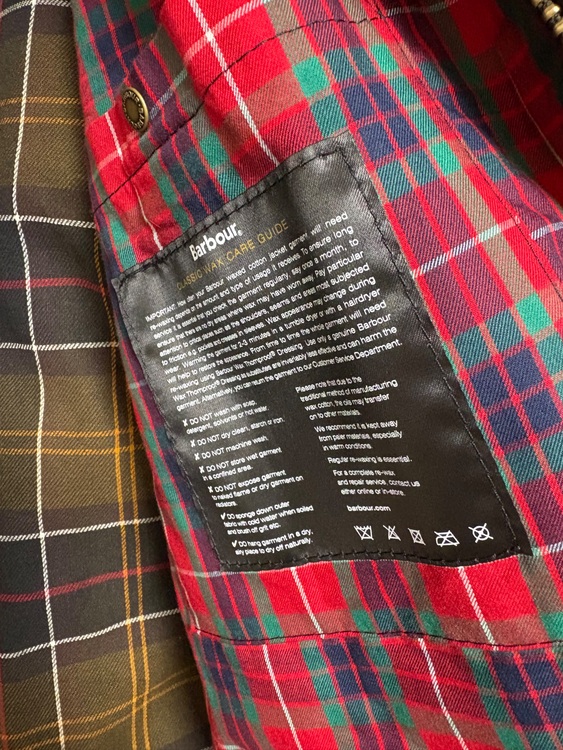 Barbour®
CLASSIC WAX CARE GUIDE
IMPORTANT: How often your Barbour waxed cotton jacket garment will need
re-waxing depends on the amount and type of usage it receives. To ensure long
service it is essential that you check the garment regularly, say once a month, to
ensure that there are no dry areas where wax may have worn away. Pay particular
attention to critical places such as the shoulders, seams and areas subjected
to friction e.g. inside and creases in sleeves. Wax appearance may change during
wear. Warming the garment for 2-3 minutes in a tumble dryer or with a hairdryer
will help to restore the appearance. From time to time the whole garment will need
re-waxing, using Barbour Wax Thornproof® Dressing. Use only a genuine Barbour
Wax Thornproof® Dressing as substitutes are invariably less effective and can harm the
garment. Alternatively, you can return the garment to our Customer Service Department.
✗ DO NOT wash with soap,
detergent, solvents or hot water.
✗ DO NOT dry clean, starch or iron.
✗ DO NOT machine wash.
✗ DO NOT store wet garment
in a confined area.
✗ DO NOT expose garment
to naked flame or dry garment on
radiators.
✓ DO sponge down outer
fabric with cold water when soiled
and brush off grit etc.
✓ DO hang garment in a dry,
airy place to dry off naturally.
Please note that due to the
traditional method of manufacturing
wax cotton, the oils may transfer
on to other materials.
We recommend it is kept away
from paler materials, especially
in warm conditions.
Regular re-waxing is essential.
For a complete re-wax
and repair service, contact us
either online or in-store.
barbour.com